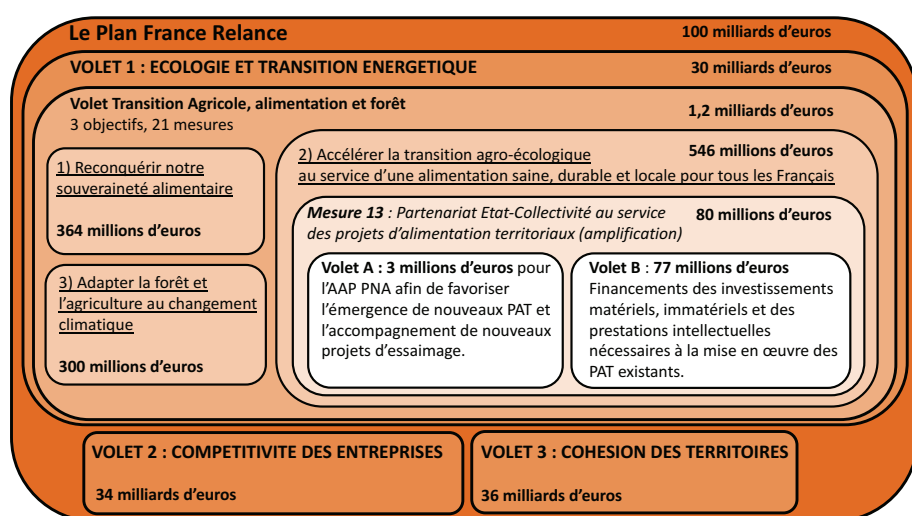 Le Plan France Relance 100 milliards d'euros
VOLET 1 : ECOLOGIE ET TRANSITION ENERGETIQUE 30 milliards d'euros
Volet Transition Agricole, alimentation et forêt 1,2 milliards d'euros
3 objectifs, 21 mesures
1) Reconquérir notre
souveraineté alimentaire
364 millions d'euros
3) Adapter la forêt et
l'agriculture au changement
climatique
300 millions d'euros
2) Accélérer la transition agro-écologique 546 millions d'euros
au service d'une alimentation saine, durable et locale pour tous les Français
Mesure 13 : Partenariat Etat-Collectivité au service 80 millions d'euros
des projets d'alimentation territoriaux (amplification)
Volet A : 3 millions d'euros pour
l'AAP PNA afin de favoriser
l'émergence de nouveaux PAT et
l'accompagnement de nouveaux
projets d'essaimage.
Volet B : 77 millions d'euros
Financements des investissements
matériels, immatériels et des
prestations intellectuelles
nécessaires à la mise en œuvre des
PAT existants.
VOLET 2 : COMPETITIVITE DES ENTREPRISES
34 milliards d'euros
VOLET 3 : COHESION DES TERRITOIRES
36 milliards d'euros